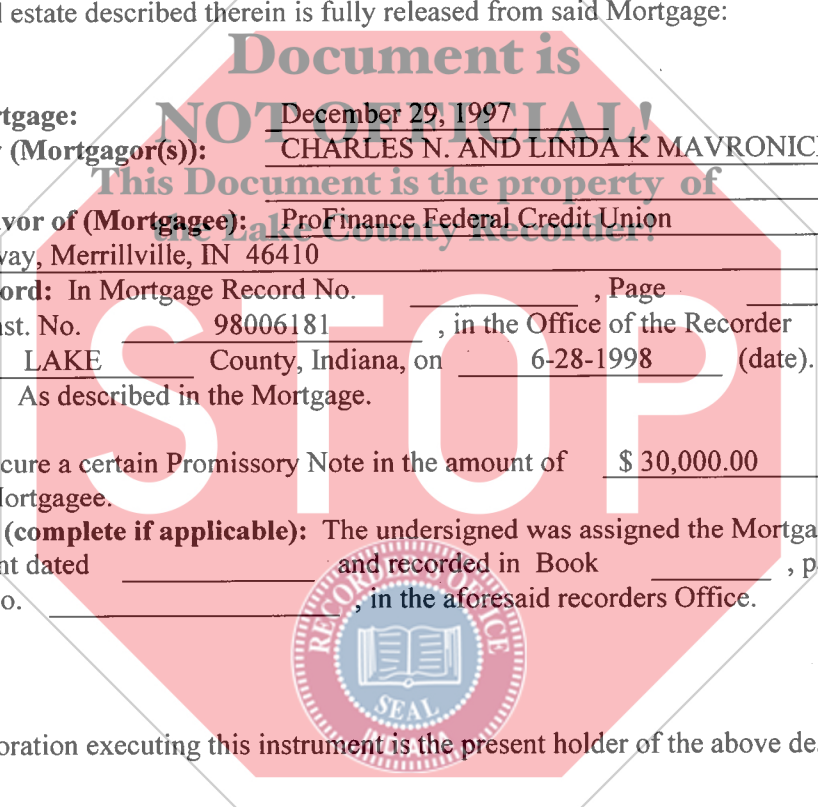 estate described therein is fully released from said Mortgage:
Document is
NOT OFFICIAL!
rtgage: December 29, 1997
(Mortgagor(s)): CHARLES N. AND LINDA K MAVRONIC
This Document is the property of
vor of (Mortgagee): ProFinance Federal Credit Union
the Lake County Recorder!
way, Merrillville, IN 46410
ord: In Mortgage Record No. , Page
st. No. 98006181 , in the Office of the Recorder
LAKE County, Indiana, on 6-28-1998 (date).
As described in the Mortgage.
STOP
cure a certain Promissory Note in the amount of $ 30,000.00
Mortgagee.
(complete if applicable): The undersigned was assigned the Mortga
nt dated and recorded in Book , p
o. , in the aforesaid recorders Office.
RECORDER'S OFFICE
SEAL
INDIANA
oration executing this instrument is the present holder of the above de